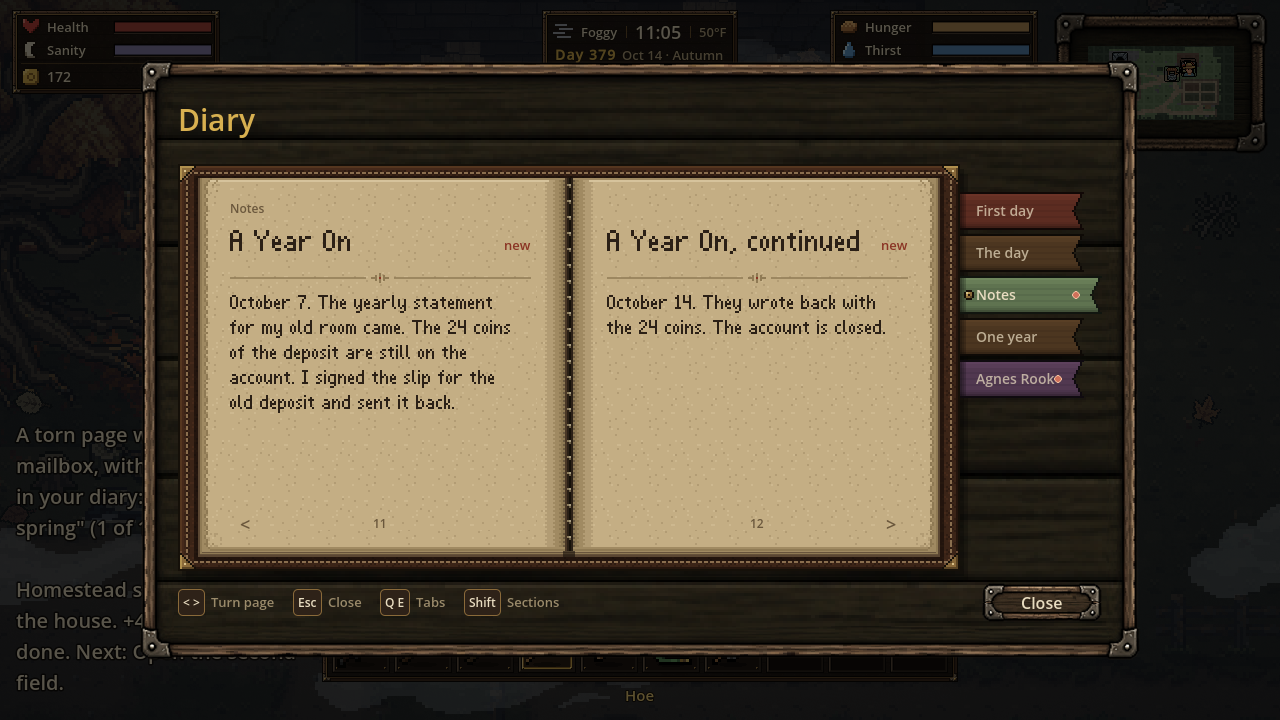 Health
Sanity
172
Foggy 11:05 50°F
Day 379 Oct 14 · Autumn
Hunger
Thirst
Diary
Notes
A Year On new
October 7. The yearly statement
for my old room came. The 24 coins
of the deposit are still on the
account. I signed the slip for the
old deposit and sent it back.
< 11
A Year On, continued new
October 14. They wrote back with
the 24 coins. The account is closed.
12 >
First day
The day
Notes
One year
Agnes Rook
A torn page
mailbox, with
in your diary:
spring" (1 of
Homestead
the house.
done. Next: the second
field.
< > Turn page Esc Close Q E Tabs Shift Sections
Close
Hoe